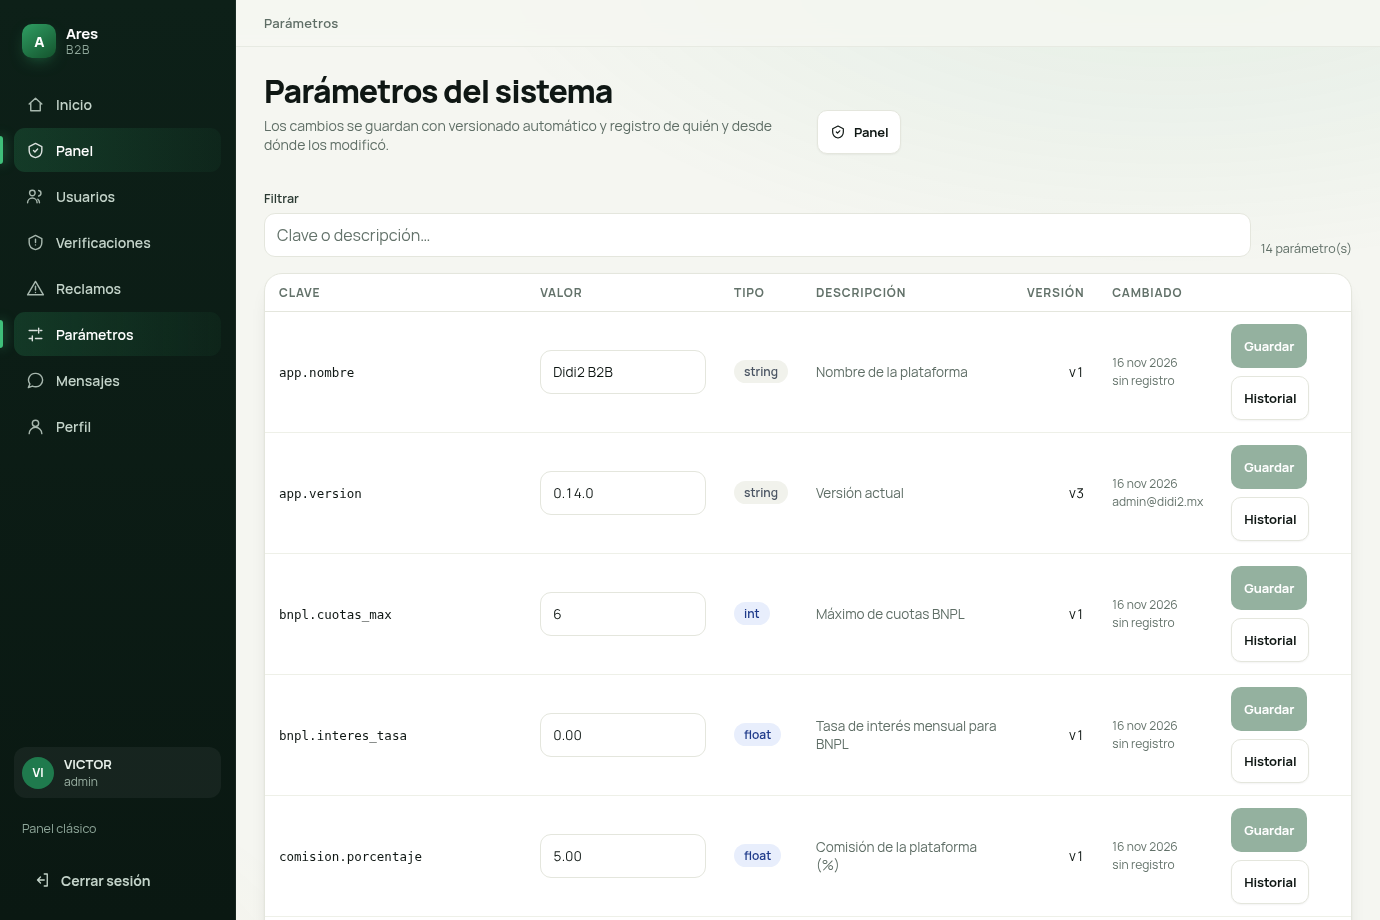 A
Ares
B2B
Inicio
Panel
Usuarios
Verificaciones
Reclamos
Parámetros
Mensajes
Perfil
VI
VICTOR
admin
Panel clásico
Cerrar sesión
Parámetros
Parámetros del sistema
Los cambios se guardan con versionado automático y registro de quién y desde
dónde los modificó.
Panel
Filtrar
Clave o descripción...
14 parámetro(s)
CLAVE VALOR TIPO DESCRIPCIÓN VERSIÓN CAMBIADO
app.nombre Didi2 B2B string Nombre de la plataforma v1 16 nov 2026
sin registro
Guardar
Historial
app.version 0.14.0 string Versión actual v3 16 nov 2026
admin@didi2.mx
Guardar
Historial
bnpl.cuotas_max 6 int Máximo de cuotas BNPL v1 16 nov 2026
sin registro
Guardar
Historial
bnpl.interes_tasa 0.00 float Tasa de interés mensual para
BNPL
v1 16 nov 2026
sin registro
Guardar
Historial
comision.porcentaje 5.00 float Comisión de la plataforma
(%)
v1 16 nov 2026
sin registro
Guardar
Historial